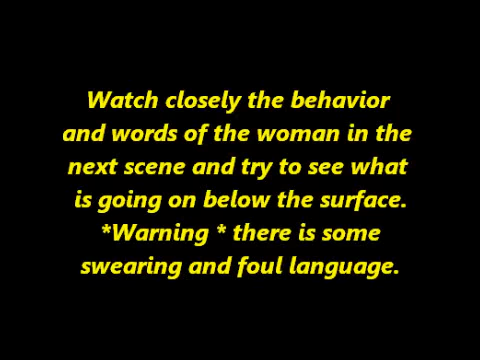 Watch closely the behavior
and words of the woman in the
next scene and try to see what
is going on below the surface.
*Warning * there is some
swearing and foul language.